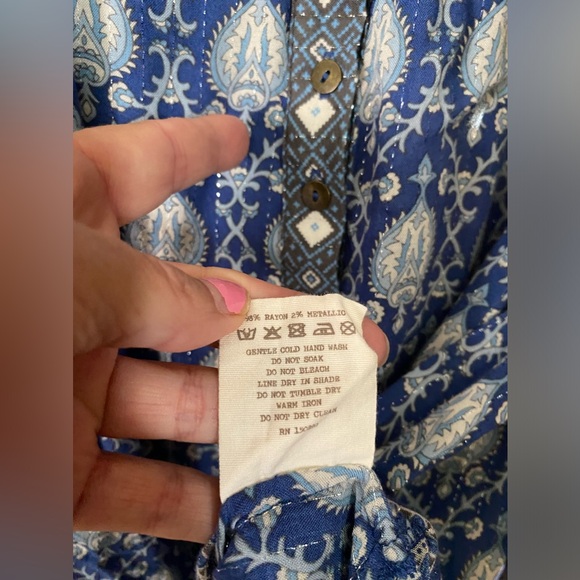 98% RAYON 2% METALLIC
GENTLE COLD HAND WASH
DO NOT SOAK
DO NOT BLEACH
LINE DRY IN SHADE
DO NOT TUMBLE DRY
WARM IRON
DO NOT DRY CLEAN
RN